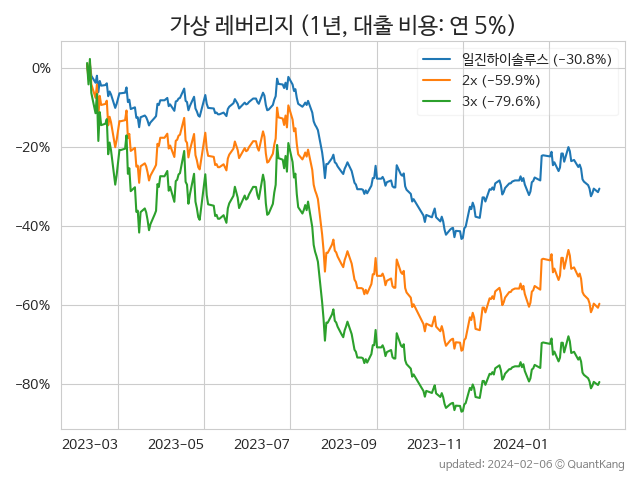 가상 레버리지 (1년, 대출 비용: 연 5%)
일진하이솔루스 (−30.8%)
2x (−59.9%)
3x (−79.6%)
0%
−20%
−40%
−60%
−80%
2023-03 2023-05 2023-07 2023-09 2023-11 2024-01
updated: 2024-02-06 © QuantKang